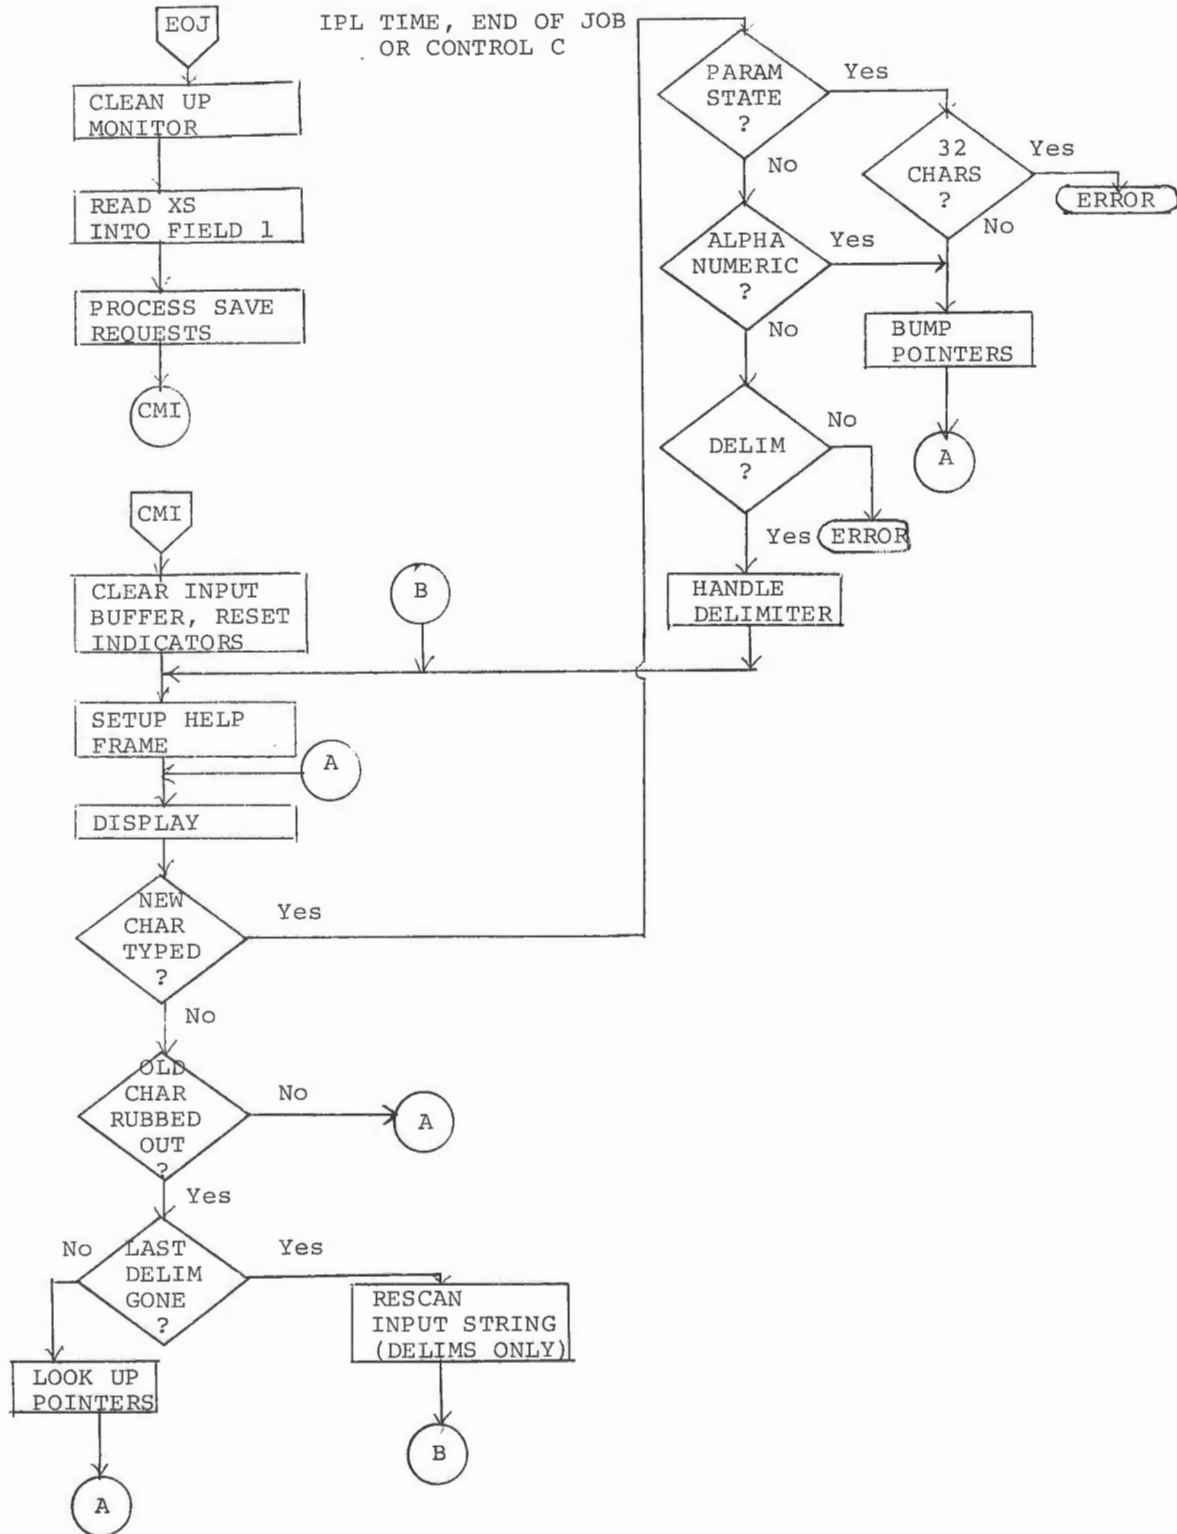 EOJ
IPL TIME, END OF JOB
OR CONTROL C
CLEAN UP
MONITOR
READ XS
INTO FIELD 1
PROCESS SAVE
REQUESTS
CMI
CMI
CLEAR INPUT
BUFFER, RESET
INDICATORS
B
SETUP HELP
FRAME
A
DISPLAY
NEW
CHAR
TYPED
?
Yes
No
OLD
CHAR
RUBBED
OUT
?
No
A
Yes
LAST
DELIM
GONE
?
No
Yes
LOOK UP
POINTERS
A
RESCAN
INPUT STRING
(DELIMS ONLY)
B
PARAM
STATE
?
Yes
No
32
CHARS
?
Yes
ERROR
No
ALPHA
NUMERIC
?
Yes
No
BUMP
POINTERS
A
DELIM
?
No
ERROR
Yes
HANDLE
DELIMITER